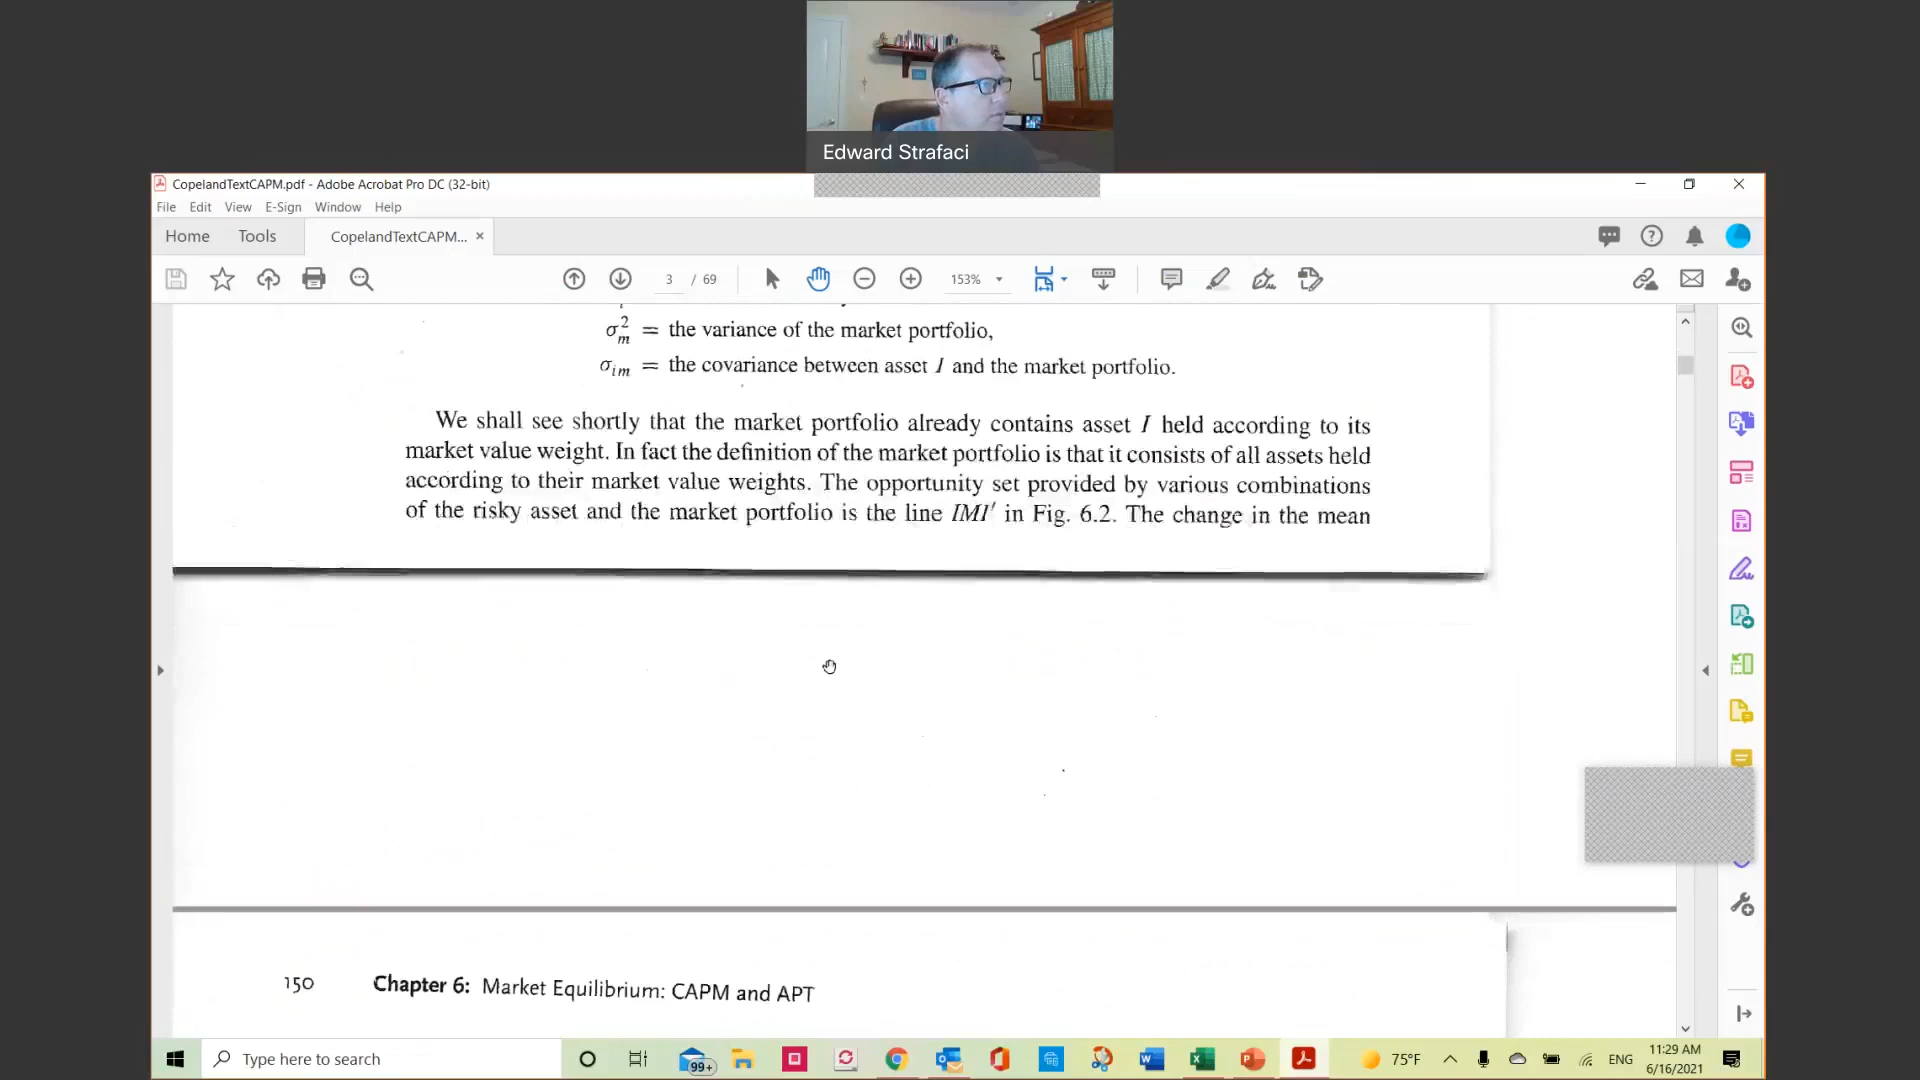 Edward Strafaci
CopelandTextCAPM.pdf - Adobe Acrobat Pro DC (32-bit)
File Edit View E-Sign Window Help
Home Tools CopelandTextCAPM... ×
3 / 69 153%
σ²m = the variance of the market portfolio,
σim = the covariance between asset I and the market portfolio.
We shall see shortly that the market portfolio already contains asset I held according to its
market value weight. In fact the definition of the market portfolio is that it consists of all assets held
according to their market value weights. The opportunity set provided by various combinations
of the risky asset and the market portfolio is the line IMI′ in Fig. 6.2. The change in the mean
150 Chapter 6: Market Equilibrium: CAPM and APT
Type here to search 99+ 75°F ENG 11:29 AM
6/16/2021